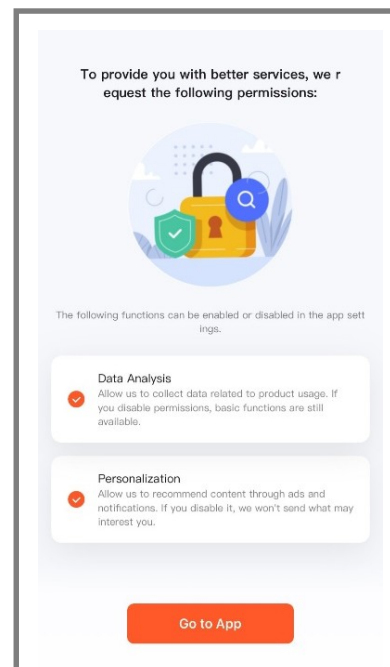 To provide you with better services, we r
equest the following permissions:
The following functions can be enabled or disabled in the app sett
ings.
Data Analysis
Allow us to collect data related to product usage. If
you disable permissions, basic functions are still
available.
Personalization
Allow us to recommend content through ads and
notifications. If you disable it, we won't send what may
interest you.
Go to App